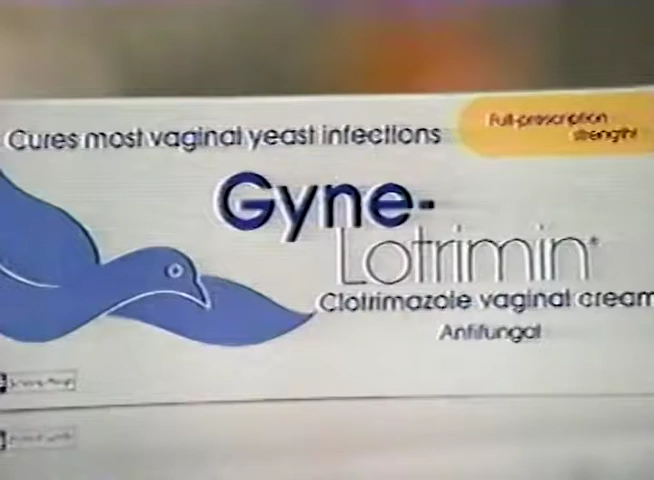 Cures most vaginal yeast infections
Full-prescription
strength!
Gyne-
Lotrimin®
Clotrimazole vaginal cream
Antifungal